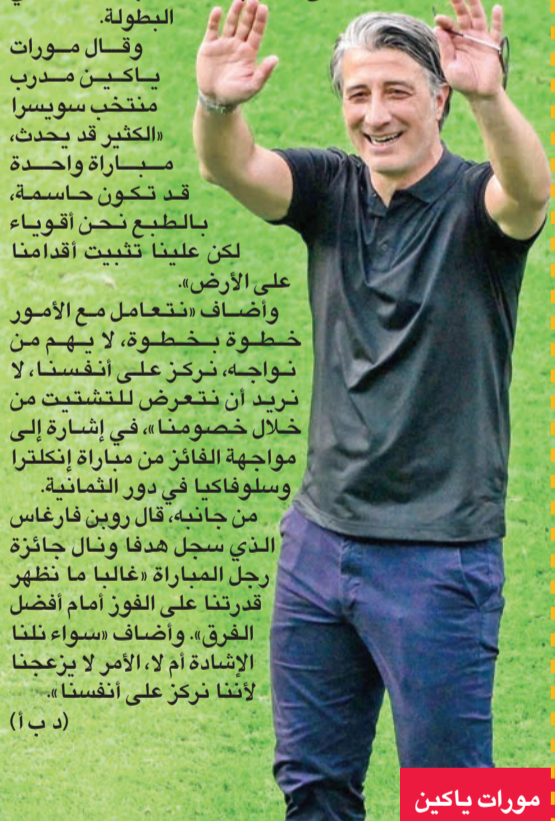 البطولة.
وقال مورات
ياكين مدرب
منتخب سويسرا
«الكثير قد يحدث،
مباراة واحدة
قد تكون حاسمة،
بالطبع نحن أقوياء
لكن علينا تثبيت أقدامنا
على الأرض».
وأضاف «نتعامل مع الأمور
خطوة بخطوة، لا يهم من
نواجه، نركز على أنفسنا، لا
نريد أن نتعرض للتشتيت من
خلال خصومنا»، في إشارة إلى
مواجهة الفائز من مباراة إنكلترا
وسلوفاكيا في دور الثمانية.
من جانبه، قال روبن فارغاس
الذي سجل هدفا ونال جائزة
رجل المباراة «غالبا ما نظهر
قدرتنا على الفوز أمام أفضل
الفرق». وأضاف «سواء نلنا
الإشادة أم لا، الأمر لا يزعجنا
لأننا نركز على أنفسنا».
(د ب أ)
مورات ياكين